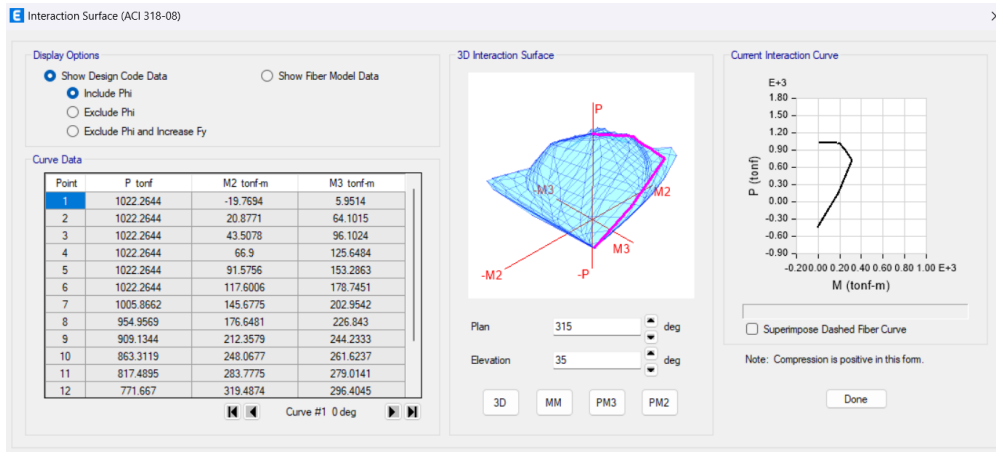 E Interaction Surface (ACI 318-08)
Display Options
Show Design Code Data Show Fiber Model Data
Include Phi
Exclude Phi
Exclude Phi and Increase Fy
Curve Data
Point P tonf M2 tonf-m M3 tonf-m
1 1022.2644 -19.7694 5.9514
2 1022.2644 20.8771 64.1015
3 1022.2644 43.5078 96.1024
4 1022.2644 66.9 125.6484
5 1022.2644 91.5756 153.2863
6 1022.2644 117.6006 178.7451
7 1005.8662 145.6775 202.9542
8 954.9569 176.6481 226.843
9 909.1344 212.3579 244.2333
10 863.3119 248.0677 261.6237
11 817.4895 283.7775 279.0141
12 771.667 319.4874 296.4045
Curve #1 0 deg
3D Interaction Surface
P
-M3
M2
M3
-M2
-P
Plan 315 deg
Elevation 35 deg
3D MM PM3 PM2
Current Interaction Curve
E+3
1.80
1.50
1.20
0.90
0.60
0.30
0.00
-0.30
-0.60
-0.90
P (tonf)
-0.20 0.00 0.20 0.40 0.60 0.80 1.00 E+3
M (tonf-m)
Superimpose Dashed Fiber Curve
Note: Compression is positive in this form.
Done